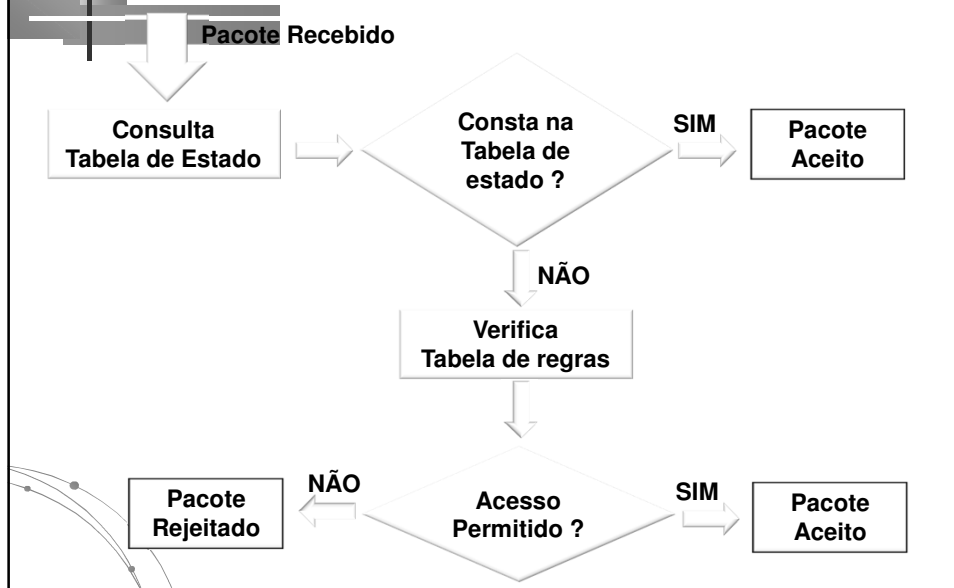 Pacote Recebido
Consulta
Tabela de Estado
Consta na
Tabela de
estado ?
SIM
Pacote
Aceito
NÃO
Verifica
Tabela de regras
Acesso
Permitido ?
NÃO
Pacote
Rejeitado
SIM
Pacote
Aceito